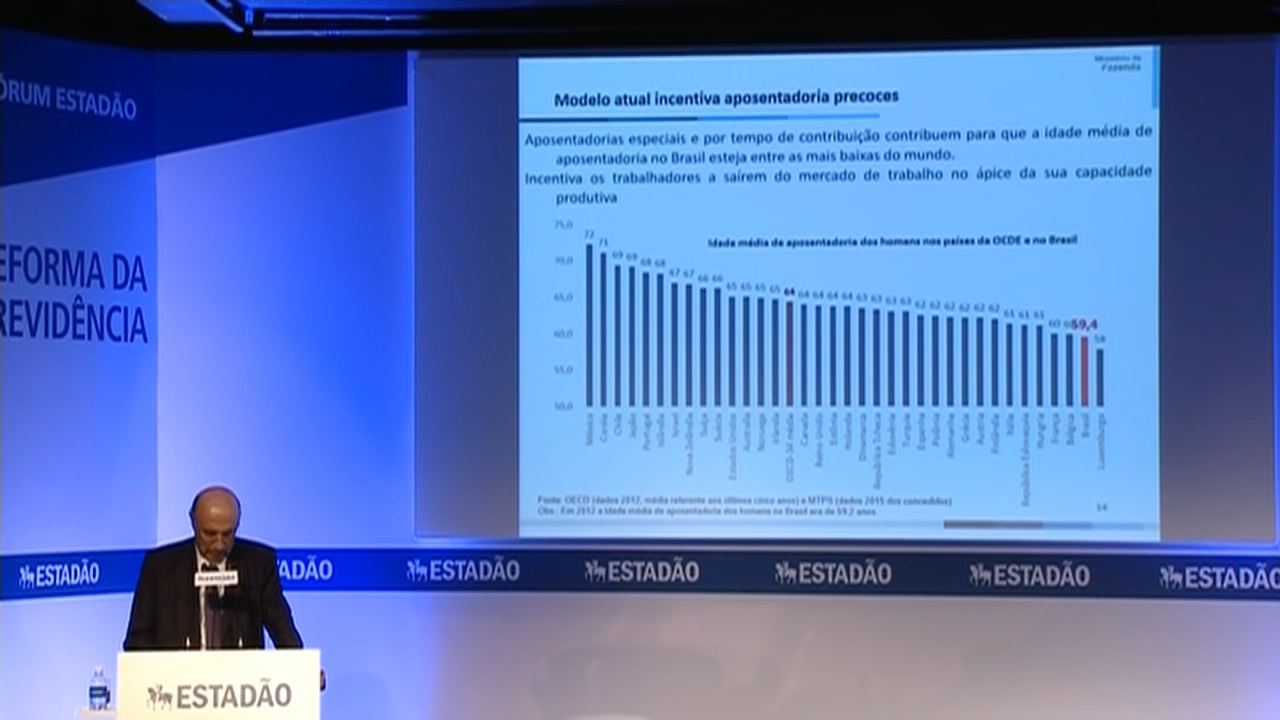 ÓRUM ESTADÃO
EFORMA DA
REVIDÊNCIA
Ministério da
Fazenda
Modelo atual incentiva aposentadoria precoces
Aposentadorias especiais e por tempo de contribuição contribuem para que a idade média de
aposentadoria no Brasil esteja entre as mais baixas do mundo.
Incentiva os trabalhadores a saírem do mercado de trabalho no ápice da sua capacidade
produtiva
Idade média de aposentadoria dos homens nos países da OCDE e no Brasil
75,0
70,0
65,0
60,0
55,0
50,0
72 71 69 69 68 68 67 67 66 66 65 65 65 65 64 64 64 64 64 63 63 63 63 62 62 62 62 62 62 61 61 61 60 59,4 58
México
Coreia
Chile
Japão
Portugal
Islândia
Israel
Nova Zelândia
Suíça
Suécia
Estados Unidos
Austrália
Noruega
Irlanda
OECD-34 média
Canadá
Reino Unido
Estônia
Holanda
Dinamarca
República Tcheca
Eslovênia
Turquia
Espanha
Polônia
Alemanha
Grécia
Áustria
Finlândia
Itália
República Eslovaquia
Hungria
França
Bélgica
Brasil
Luxemburgo
Fonte: OECD (dados 2012, média referente aos últimos cinco anos) e MTPS (dados 2015 dos concedidos)
Obs.: Em 2012 a idade média de aposentadoria dos homens no Brasil era de 59,2 anos
14
ESTADÃO
TADÃO
ESTADÃO
ESTADÃO
ESTADÃO
ESTADÃO
ESTADÃO
ESTADÃO